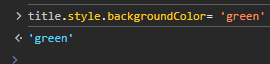 > title.style.backgroundColor= 'green'
<· 'green'
>